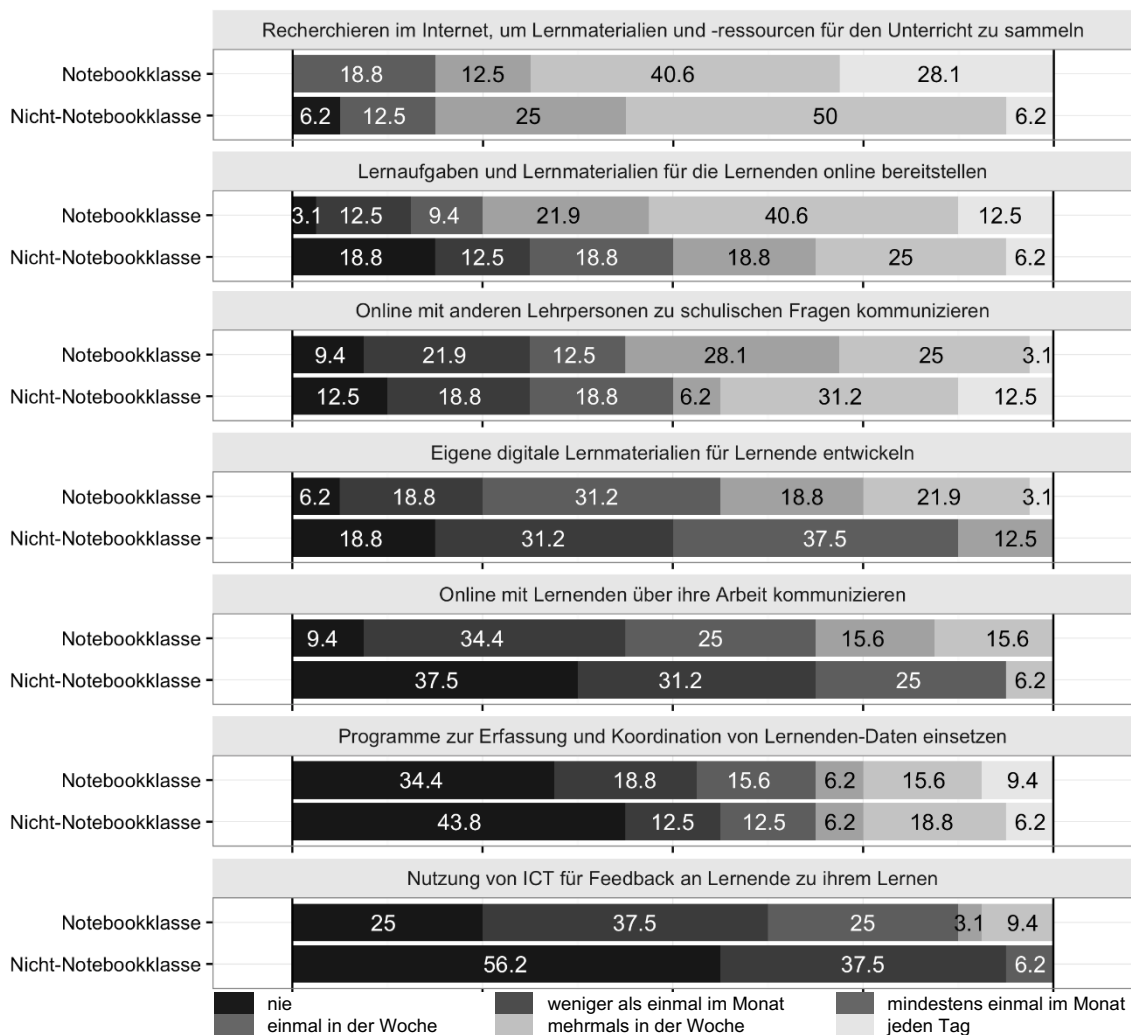 Recherchieren im Internet, um Lernmaterialien und -ressourcen für den Unterricht zu sammeln
Notebookklasse 18.8 12.5 40.6 28.1
Nicht-Notebookklasse 6.2 12.5 25 50 6.2
Lernaufgaben und Lernmaterialien für die Lernenden online bereitstellen
Notebookklasse 3.1 12.5 9.4 21.9 40.6 12.5
Nicht-Notebookklasse 18.8 12.5 18.8 18.8 25 6.2
Online mit anderen Lehrpersonen zu schulischen Fragen kommunizieren
Notebookklasse 9.4 21.9 12.5 28.1 25 3.1
Nicht-Notebookklasse 12.5 18.8 18.8 6.2 31.2 12.5
Eigene digitale Lernmaterialien für Lernende entwickeln
Notebookklasse 6.2 18.8 31.2 18.8 21.9 3.1
Nicht-Notebookklasse 18.8 31.2 37.5 12.5
Online mit Lernenden über ihre Arbeit kommunizieren
Notebookklasse 9.4 34.4 25 15.6 15.6
Nicht-Notebookklasse 37.5 31.2 25 6.2
Programme zur Erfassung und Koordination von Lernenden-Daten einsetzen
Notebookklasse 34.4 18.8 15.6 6.2 15.6 9.4
Nicht-Notebookklasse 43.8 12.5 12.5 6.2 18.8 6.2
Nutzung von ICT für Feedback an Lernende zu ihrem Lernen
Notebookklasse 25 37.5 25 3.1 9.4
Nicht-Notebookklasse 56.2 37.5 6.2
nie weniger als einmal im Monat mindestens einmal im Monat
einmal in der Woche mehrmals in der Woche jeden Tag